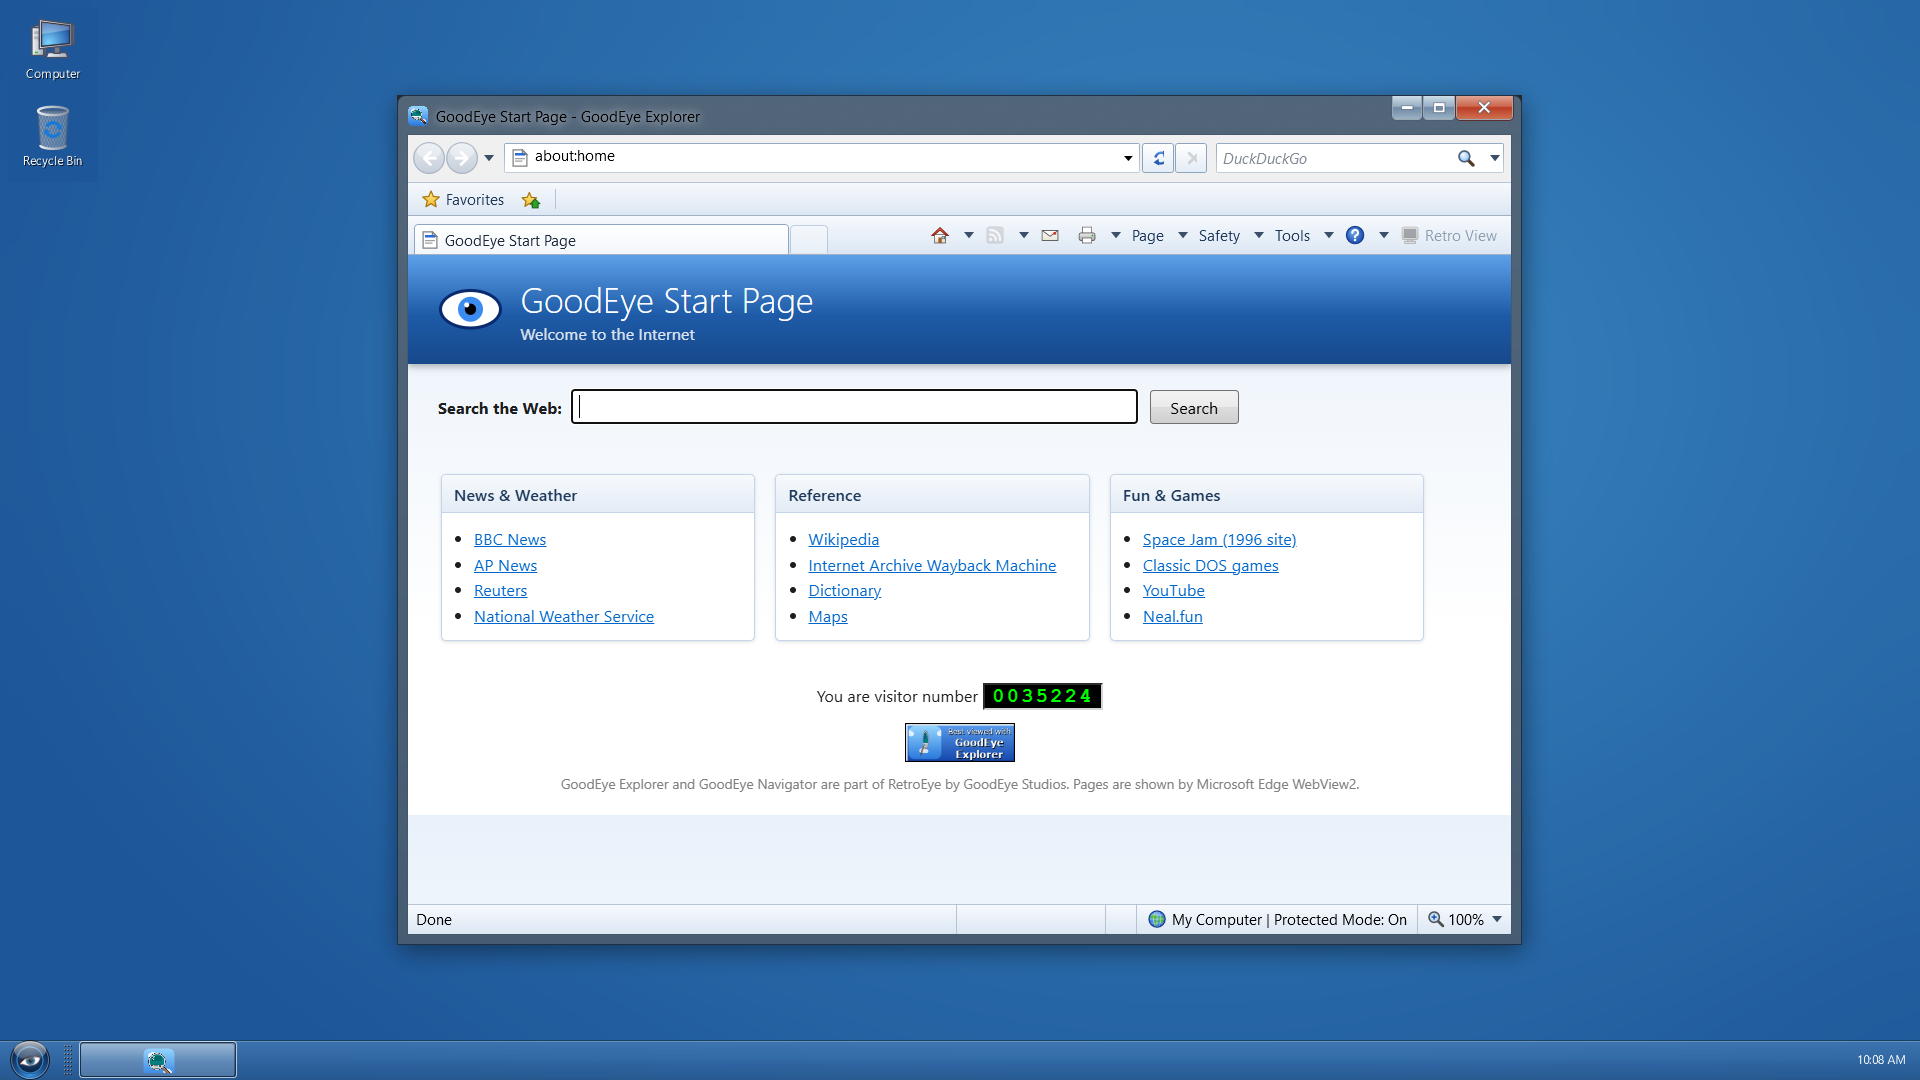 Computer
Recycle Bin
GoodEye Start Page - GoodEye Explorer
about:home
DuckDuckGo
Favorites
GoodEye Start Page
Page
Safety
Tools
Retro View
GoodEye Start Page
Welcome to the Internet
Search the Web:
Search
News & Weather
BBC News
AP News
Reuters
National Weather Service
Reference
Wikipedia
Internet Archive Wayback Machine
Dictionary
Maps
Fun & Games
Space Jam (1996 site)
Classic DOS games
YouTube
Neal.fun
You are visitor number 0035224
Best viewed with
GoodEye
Explorer
GoodEye Explorer and GoodEye Navigator are part of RetroEye by GoodEye Studios. Pages are shown by Microsoft Edge WebView2.
Done
My Computer | Protected Mode: On
100%
10:08 AM